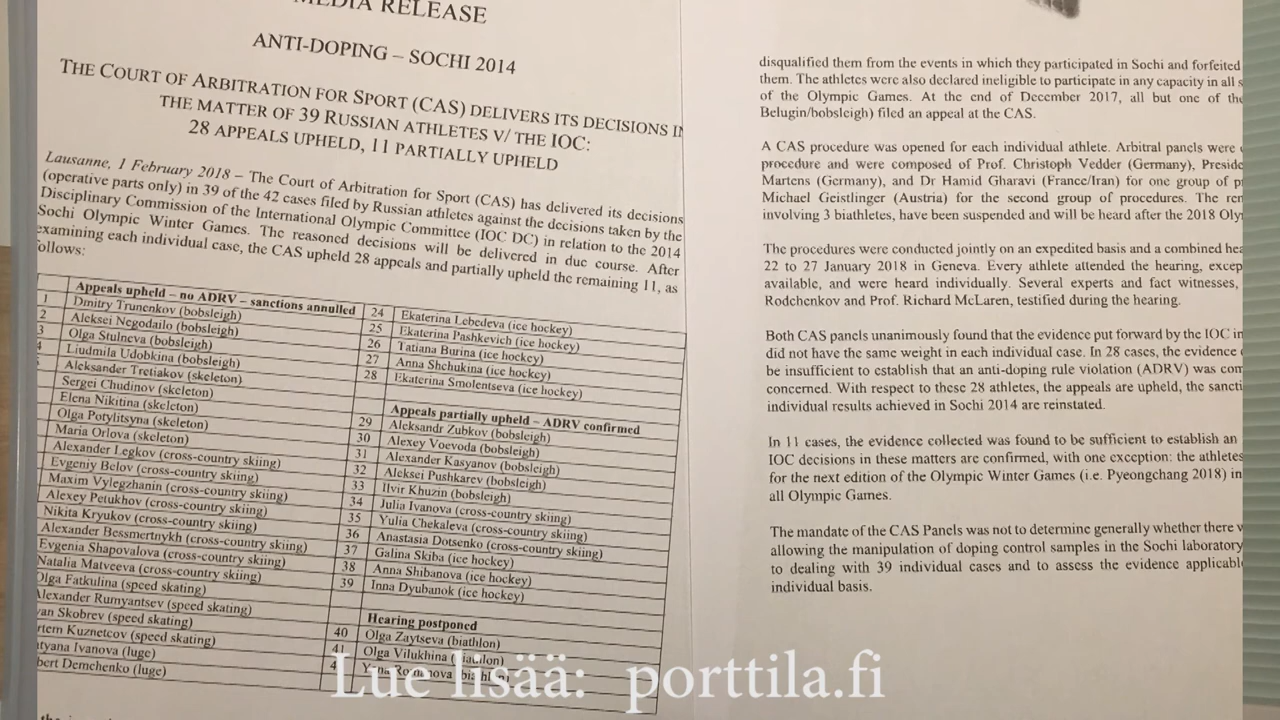 MEDIA RELEASE
ANTI-DOPING – SOCHI 2014
THE COURT OF ARBITRATION FOR SPORT (CAS) DELIVERS ITS DECISIONS IN
THE MATTER OF 39 RUSSIAN ATHLETES V/ THE IOC:
28 APPEALS UPHELD, 11 PARTIALLY UPHELD
Lausanne, 1 February 2018 – The Court of Arbitration for Sport (CAS) has delivered its decisions
(operative parts only) in 39 of the 42 cases filed by Russian athletes against the decisions taken by the
Disciplinary Commission of the International Olympic Committee (IOC DC) in relation to the 2014
Sochi Olympic Winter Games. The reasoned decisions will be delivered in due course. After
examining each individual case, the CAS upheld 28 appeals and partially upheld the remaining 11, as
follows:
Appeals upheld – no ADRV – sanctions annulled
1 Dmitry Trunenkov (bobsleigh)
2 Aleksei Negodailo (bobsleigh)
3 Olga Stulneva (bobsleigh)
4 Liudmila Udobkina (bobsleigh)
Aleksander Tretiakov (skeleton)
Sergei Chudinov (skeleton)
Elena Nikitina (skeleton)
Olga Potylitsyna (skeleton)
Maria Orlova (skeleton)
Alexander Legkov (cross-country skiing)
Evgeniy Belov (cross-country skiing)
Maxim Vylegzhanin (cross-country skiing)
Alexey Petukhov (cross-country skiing)
Nikita Kryukov (cross-country skiing)
Alexander Bessmertnykh (cross-country skiing)
Evgenia Shapovalova (cross-country skiing)
Natalia Matveeva (cross-country skiing)
Olga Fatkulina (speed skating)
Alexander Rumyantsev (speed skating)
van Skobrev (speed skating)
rtem Kuznetcov (speed skating)
tyana Ivanova (luge)
bert Demchenko (luge)
24 Ekaterina Lebedeva (ice hockey)
25 Ekaterina Pashkevich (ice hockey)
26 Tatiana Burina (ice hockey)
27 Anna Shchukina (ice hockey)
28 Ekaterina Smolentseva (ice hockey)
Appeals partially upheld – ADRV confirmed
29 Aleksandr Zubkov (bobsleigh)
30 Alexey Voevoda (bobsleigh)
31 Alexander Kasyanov (bobsleigh)
32 Aleksei Pushkarev (bobsleigh)
33 Ilvir Khuzin (bobsleigh)
34 Julia Ivanova (cross-country skiing)
35 Yulia Chekaleva (cross-country skiing)
36 Anastasia Dotsenko (cross-country skiing)
37 Galina Skiba (ice hockey)
38 Anna Shibanova (ice hockey)
39 Inna Dyubanok (ice hockey)
Hearing postponed
40 Olga Zaytseva (biathlon)
41 Olga Vilukhina (biathlon)
disqualified them from the events in which they participated in Sochi and forfeited
them. The athletes were also declared ineligible to participate in any capacity in all
of the Olympic Games. At the end of December 2017, all but one of the
Belugin/bobsleigh) filed an appeal at the CAS.
A CAS procedure was opened for each individual athlete. Arbitral panels were
procedure and were composed of Prof. Christoph Vedder (Germany), Preside
Martens (Germany), and Dr Hamid Gharavi (France/Iran) for one group of
Michael Geistlinger (Austria) for the second group of procedures. The
involving 3 biathletes, have been suspended and will be heard after the 2018 Oly
The procedures were conducted jointly on an expedited basis and a combined
22 to 27 January 2018 in Geneva. Every athlete attended the hearing,
available, and were heard individually. Several experts and fact witnesses,
Rodchenkov and Prof. Richard McLaren, testified during the hearing.
Both CAS panels unanimously found that the evidence put forward by the IOC in
did not have the same weight in each individual case. In 28 cases, the evidence
be insufficient to establish that an anti-doping rule violation (ADRV) was com
concerned. With respect to these 28 athletes, the appeals are upheld, the sancti
individual results achieved in Sochi 2014 are reinstated.
In 11 cases, the evidence collected was found to be sufficient to establish an
IOC decisions in these matters are confirmed, with one exception: the athletes
for the next edition of the Olympic Winter Games (i.e. Pyeongchang 2018) in
all Olympic Games.
The mandate of the CAS Panels was not to determine generally whether there
allowing the manipulation of doping control samples in the Sochi laboratory
to dealing with 39 individual cases and to assess the evidence applicabl
individual basis.
Lue lisää: porttila.fi